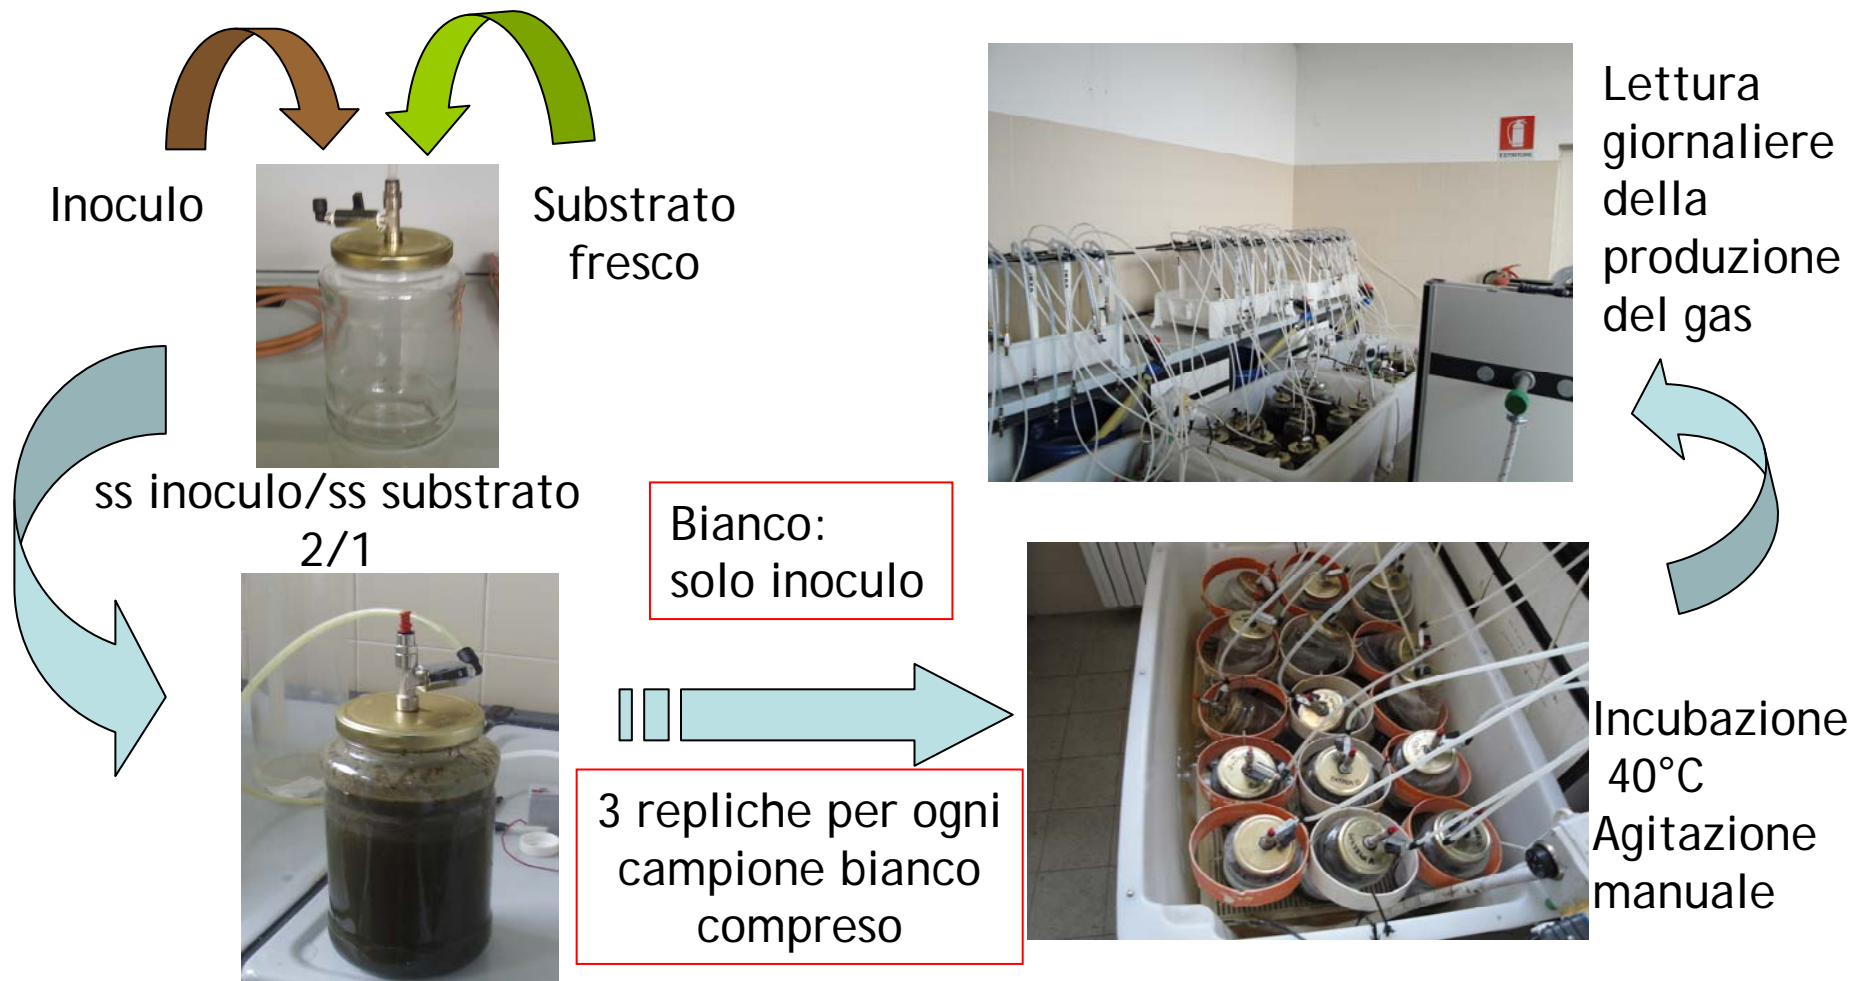 Inoculo
Substrato
fresco
ss inoculo/ss substrato
2/1
Bianco:
solo inoculo
3 repliche per ogni
campione bianco
compreso
Incubazione
40°C
Agitazione
manuale
Lettura
giornaliere
della
produzione
del gas
ESTINTORE